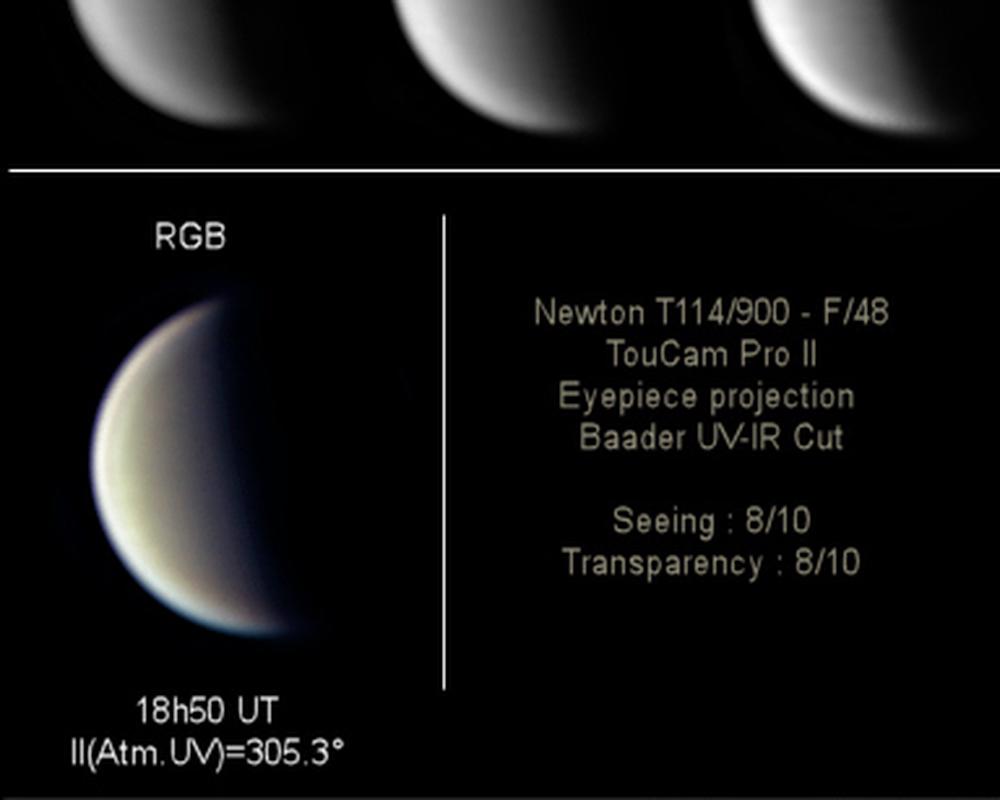 RGB
18h50 UT
II(Atm.UV)=305.3°
Newton T114/900 - F/48
TouCam Pro II
Eyepiece projection
Baader UV-IR Cut
Seeing : 8/10
Transparency : 8/10